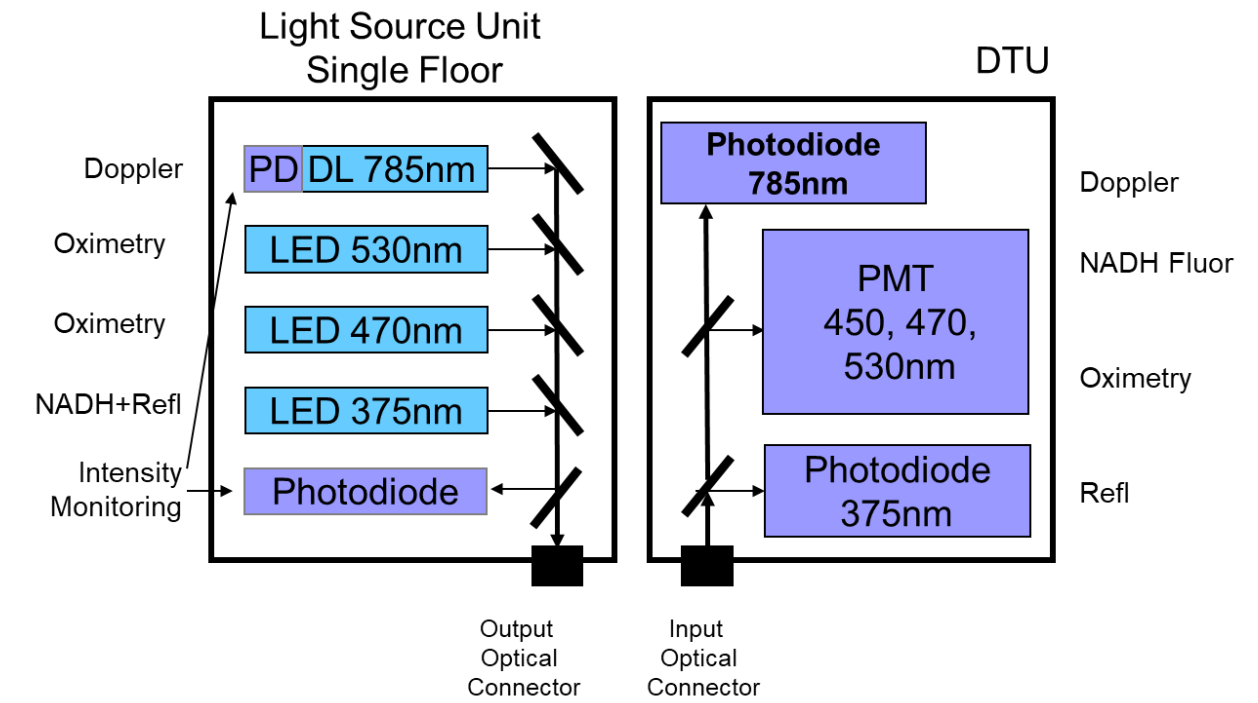 Light Source Unit
Single Floor
Doppler
PD DL 785nm
Oximetry
LED 530nm
Oximetry
LED 470nm
NADH+Refl
LED 375nm
Intensity
Monitoring
Photodiode
Output
Optical
Connector
DTU
Photodiode
785nm
Doppler
PMT
450, 470,
530nm
NADH Fluor
Oximetry
Photodiode
375nm
Refl
Input
Optical
Connector